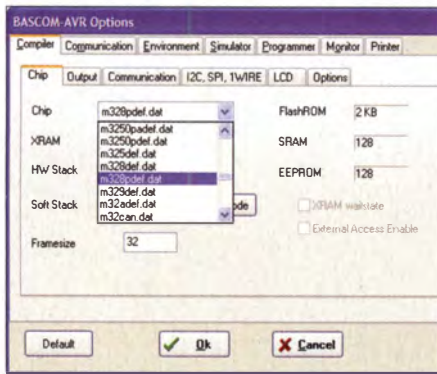 BASCOM-AVR Options
Compiler Communication Environment Simulator Programmer Monitor Printer
Chip Output Communication I2C, SPI, 1WIRE LCD Options
Chip m328pdef.dat FlashROM 2 KB
m3250padef.dat
XRAM m3250pdef.dat SRAM 128
m325def.dat
HW Stack m328def.dat EEPROM 128
m328pdef.dat
m329def.dat
Soft Stack m32adef.dat ode XRAM waitstate
m32can.dat
External Access Enable
Framesize 32
Default Ok Cancel